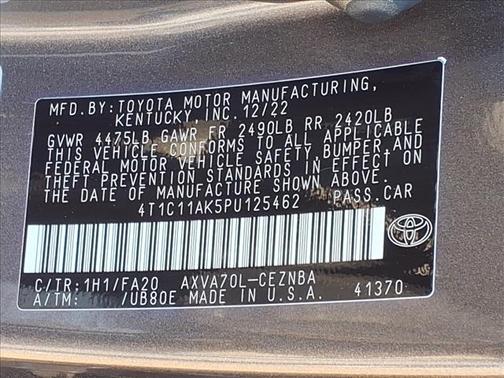 MFD.BY:TOYOTA MOTOR MANUFACTURING,
KENTUCKY,INC.12/22
GVWR 4475LB GAWR FR 2490LB RR 2420LB
THIS VEHICLE CONFORMS TO ALL APPLICABLE
FEDERAL MOTOR VEHICLE SAFETY, BUMPER, AND
THEFT PREVENTION STANDARDS IN EFFECT ON
THE DATE OF MANUFACTURE SHOWN ABOVE.
4T1C11AK5PU125462 PASS.CAR
C/TR:1H1/FA20 AXVA70L-CEZNBA
A/TM: /UB80E MADE IN U.S.A. 41370